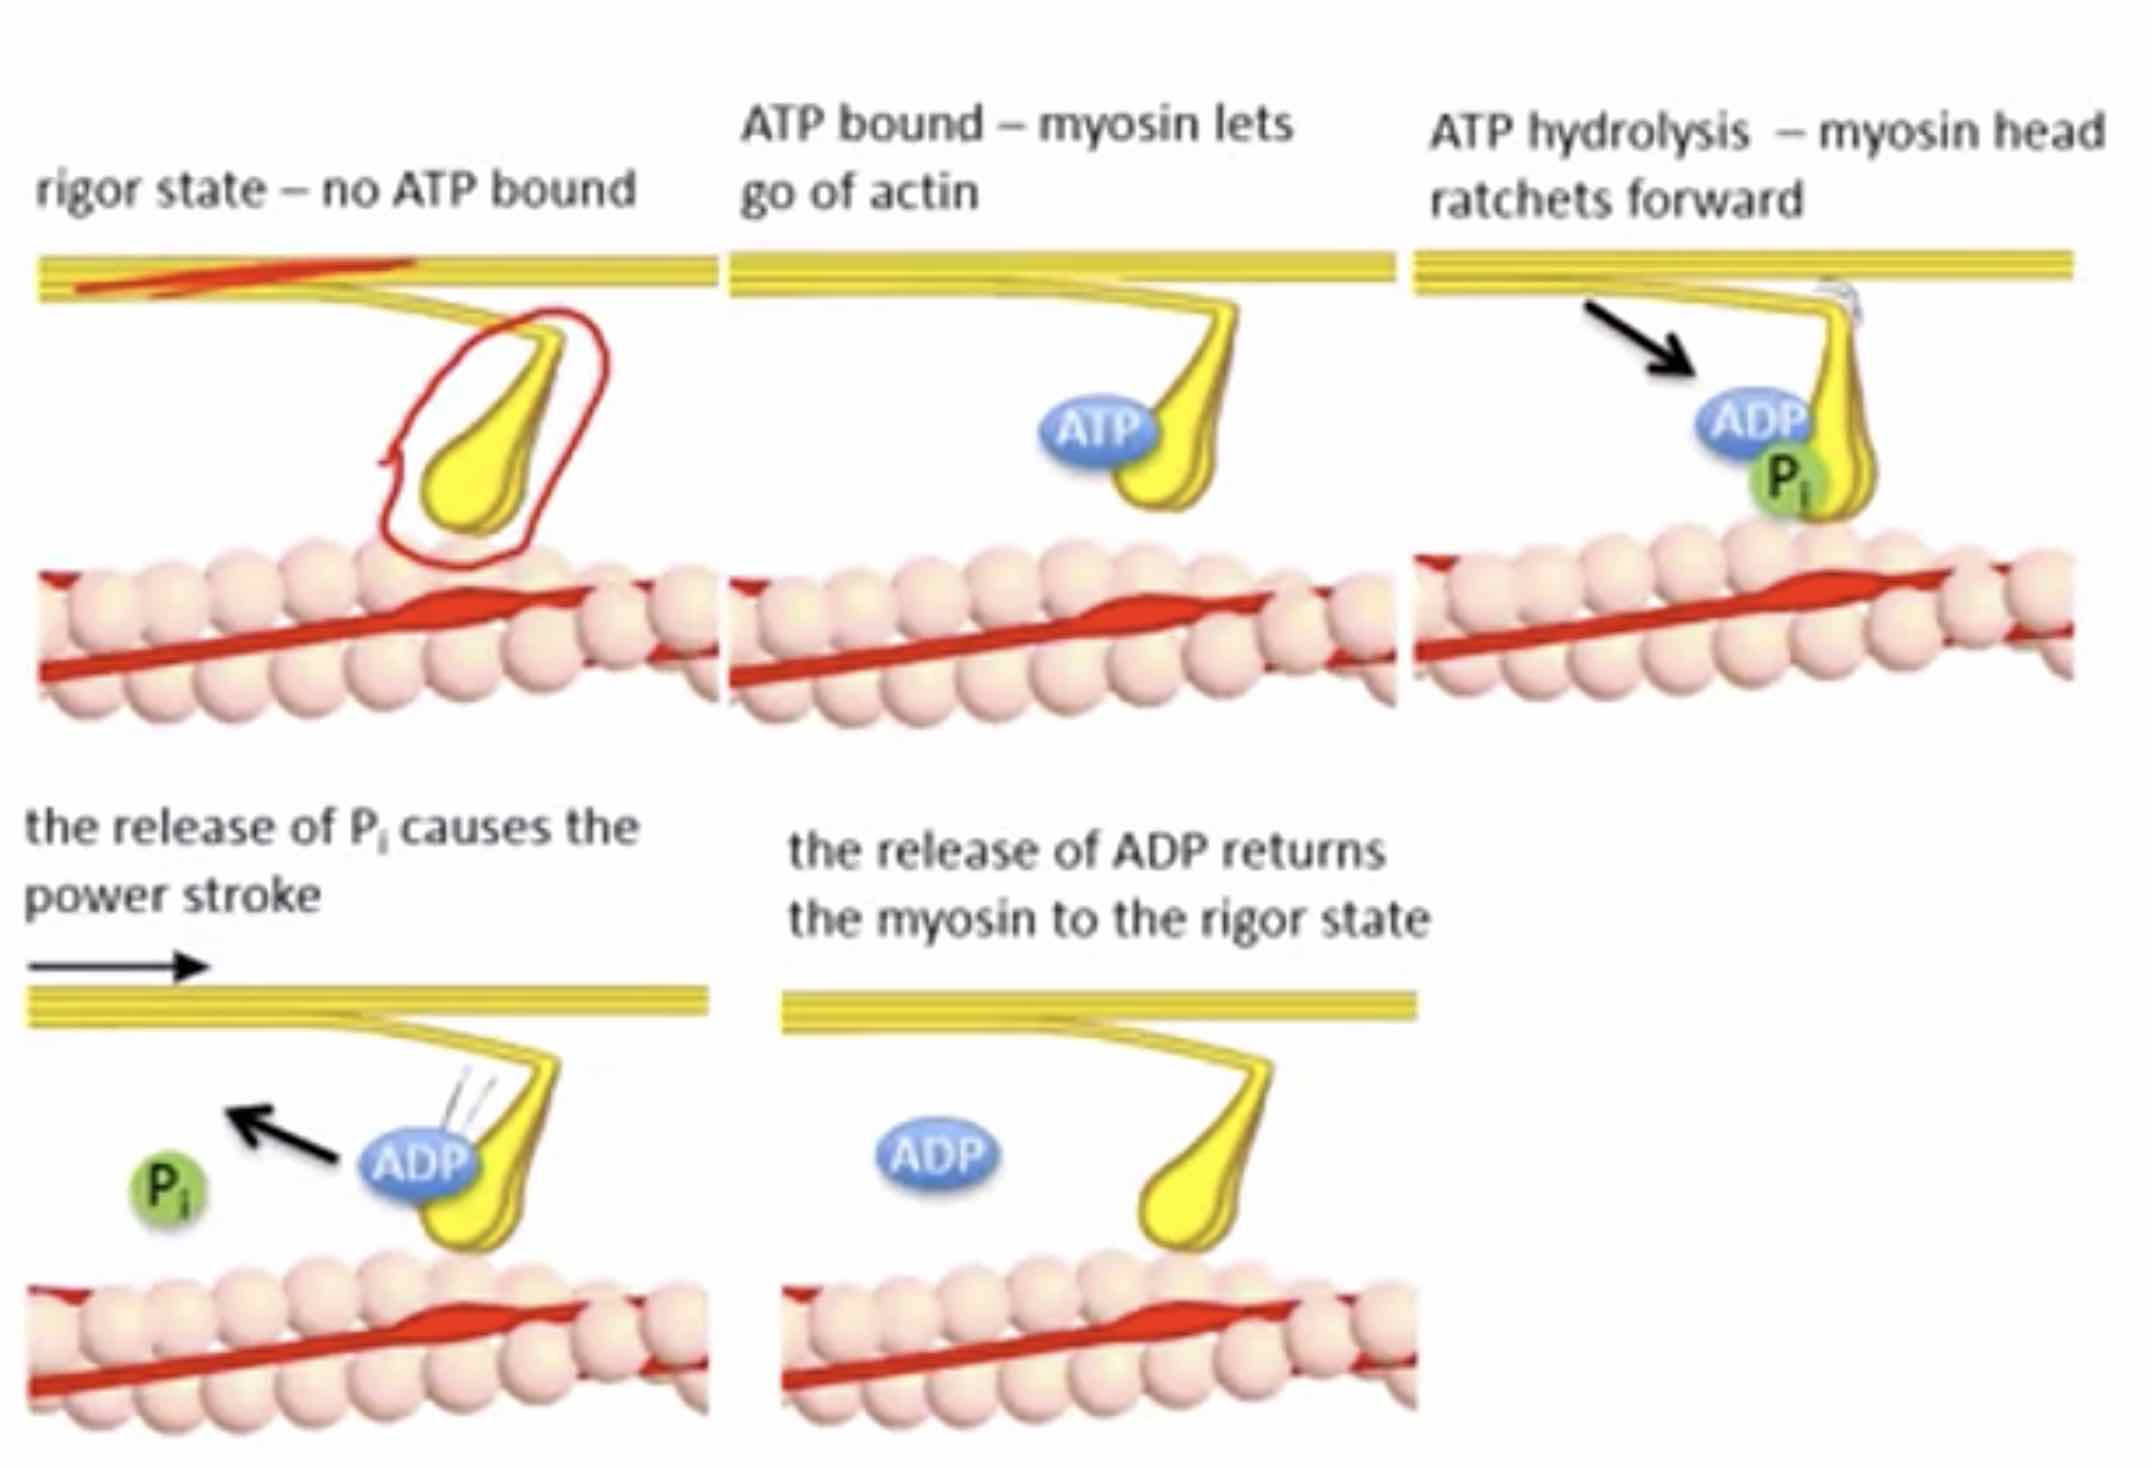 rigor state – no ATP bound
ATP bound – myosin lets
go of actin
ATP hydrolysis – myosin head
ratchets forward
ATP
ADP
Pi
the release of Pi causes the
power stroke
the release of ADP returns
the myosin to the rigor state
ADP
Pi
ADP